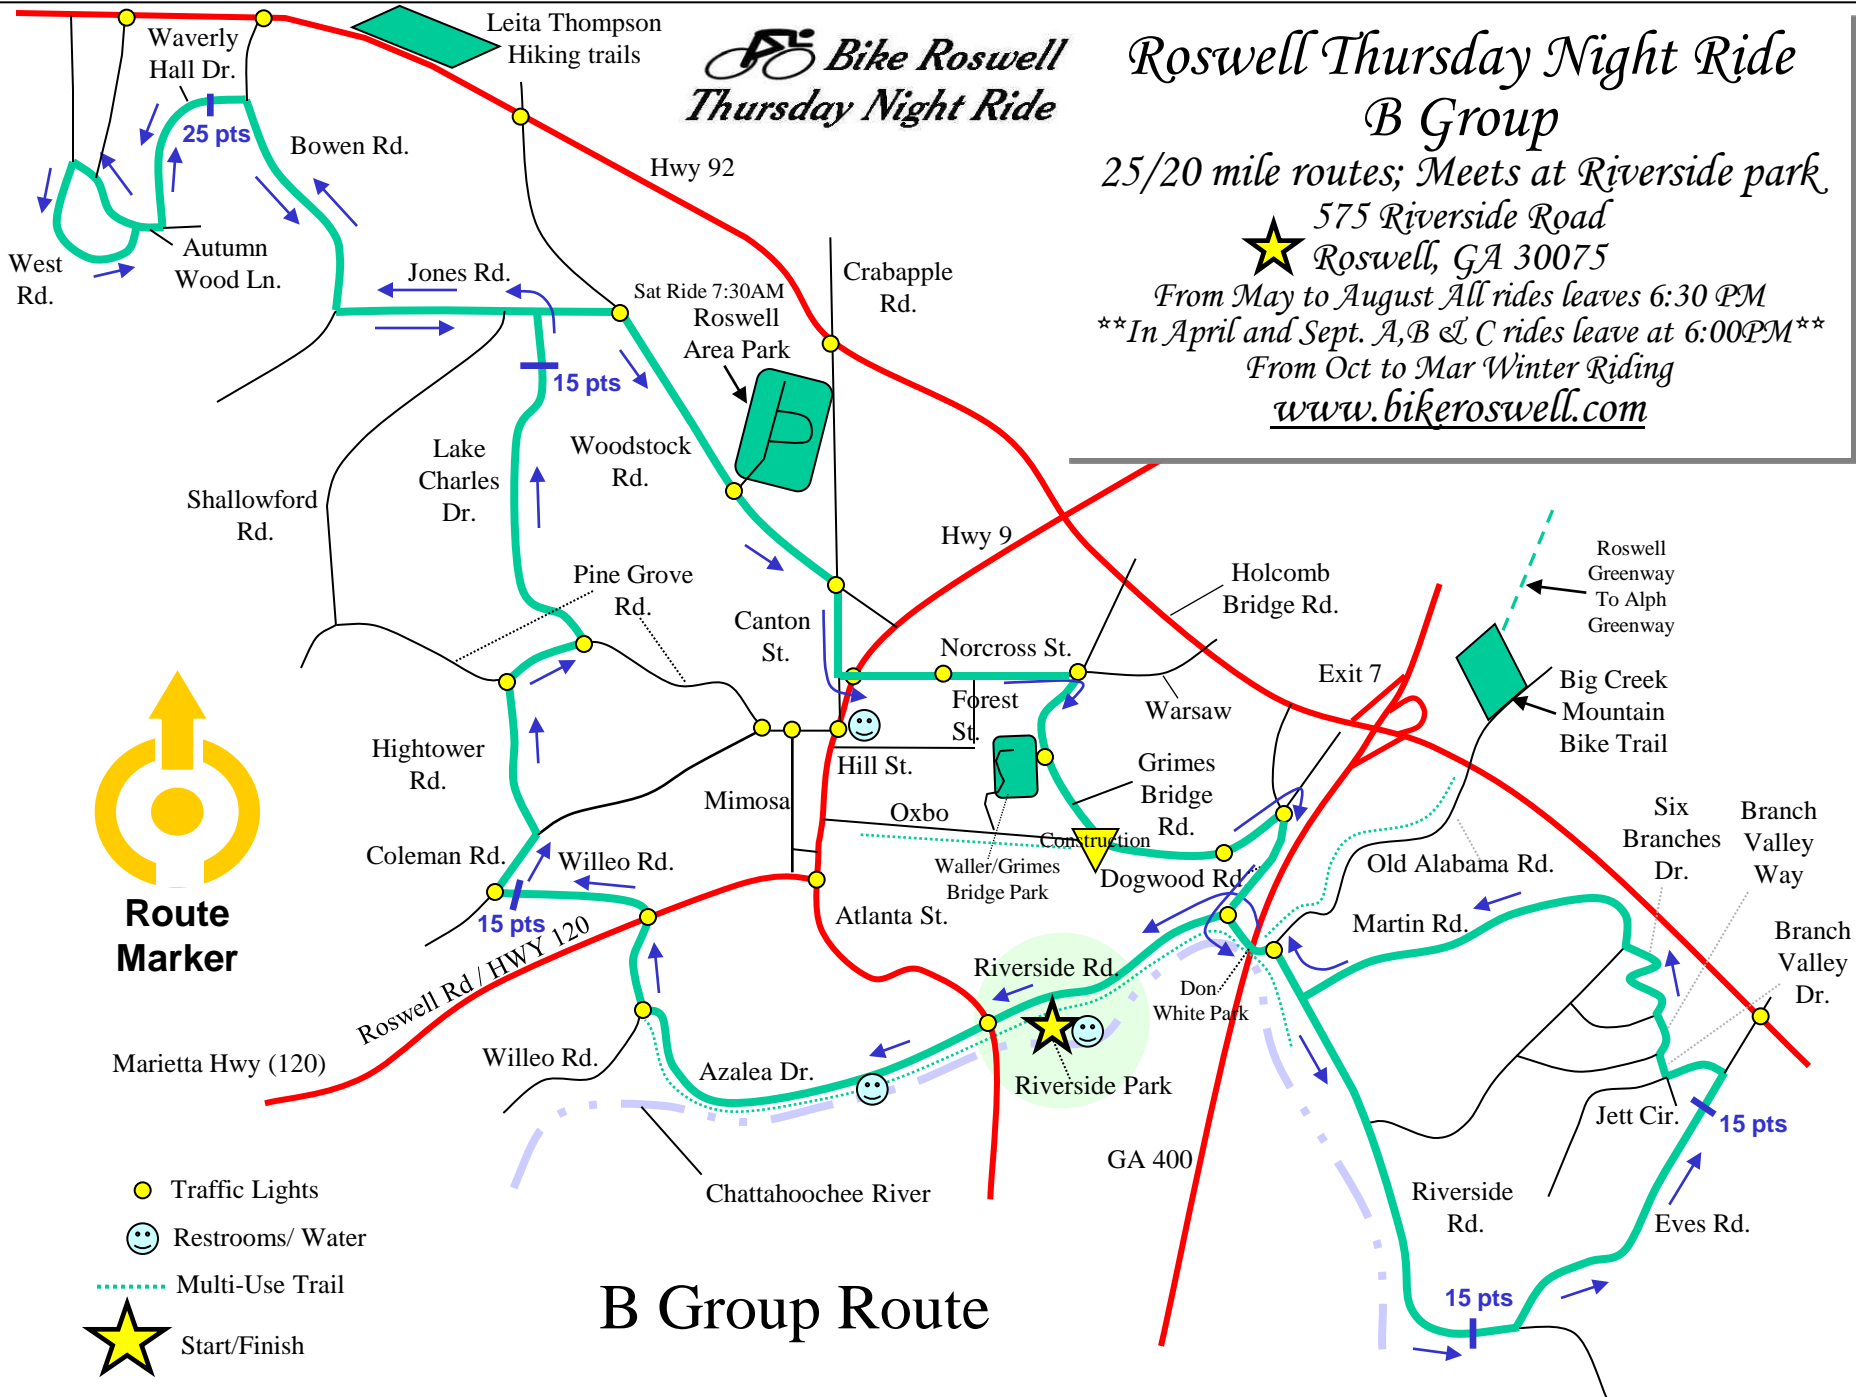 Leita Thompson
Hiking trails
Waverly
Hall Dr.
25 pts
Bowen Rd.
Bike Roswell
Thursday Night Ride
Roswell Thursday Night Ride
B Group
25/20 mile routes; Meets at Riverside park
575 Riverside Road
Roswell, GA 30075
From May to August All rides leaves 6:30 PM
**In April and Sept. A,B & C rides leave at 6:00PM**
From Oct to Mar Winter Riding
www.bikeroswell.com
Hwy 92
West
Rd.
Autumn
Wood Ln.
Jones Rd.
Sat Ride 7:30AM
Roswell
Area Park
Crabapple
Rd.
15 pts
Lake
Charles
Dr.
Woodstock
Rd.
Shallowford
Rd.
Hwy 9
Pine Grove
Rd.
Canton
St.
Norcross St.
Holcomb
Bridge Rd.
Roswell
Greenway
To Alph
Greenway
Exit 7
Big Creek
Mountain
Bike Trail
Forest
St.
Warsaw
Hightower
Rd.
Hill St.
Mimosa
Oxbo
Grimes
Bridge
Rd.
Construction
Waller/Grimes
Bridge Park
Dogwood Rd
Six
Branches
Dr.
Branch
Valley
Way
Old Alabama Rd.
Martin Rd.
Branch
Valley
Dr.
Coleman Rd.
Willeo Rd.
15 pts
Atlanta St.
Route
Marker
Roswell Rd / HWY 120
Riverside Rd.
Don
White Park
Marietta Hwy (120)
Willeo Rd.
Azalea Dr.
Riverside Park
Jett Cir.
15 pts
GA 400
Chattahoochee River
Riverside
Rd.
Eves Rd.
15 pts
Traffic Lights
Restrooms/ Water
Multi-Use Trail
Start/Finish
B Group Route